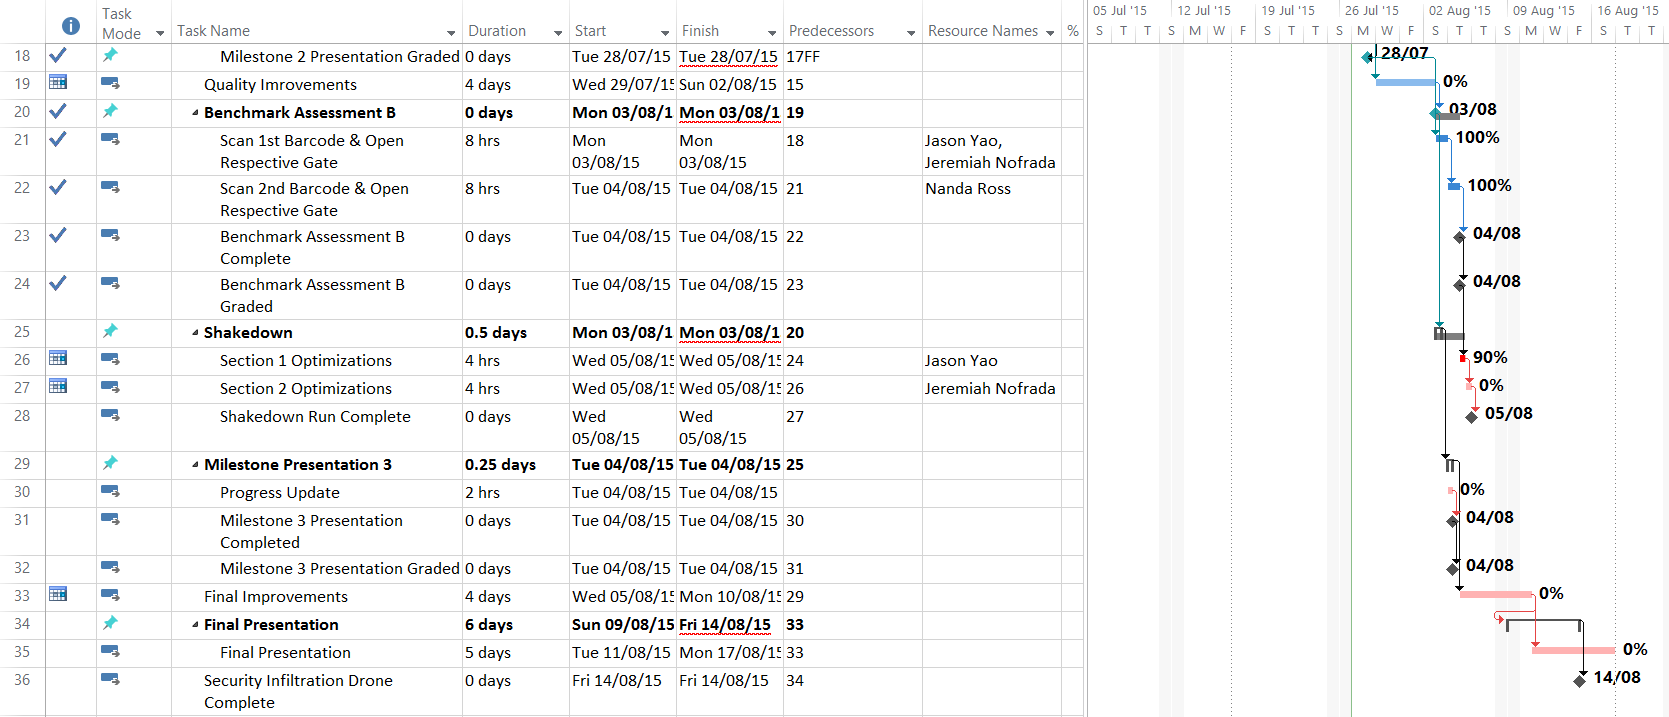 Task Mode Task Name Duration Start Finish Predecessors Resource Names %
05 Jul '15 12 Jul '15 19 Jul '15 26 Jul '15 02 Aug '15 09 Aug '15 16 Aug '15
S T T S M W F S T T S M W F S T T S M W F S T T
18 Milestone 2 Presentation Graded 0 days Tue 28/07/15 Tue 28/07/15 17FF 28/07
19 Quality Imrovements 4 days Wed 29/07/15 Sun 02/08/15 15 0%
20 Benchmark Assessment B 0 days Mon 03/08/1 Mon 03/08/1 19 03/08
21 Scan 1st Barcode & Open Respective Gate 8 hrs Mon 03/08/15 Mon 03/08/15 18 Jason Yao, Jeremiah Nofrada 100%
22 Scan 2nd Barcode & Open Respective Gate 8 hrs Tue 04/08/15 Tue 04/08/15 21 Nanda Ross 100%
23 Benchmark Assessment B Complete 0 days Tue 04/08/15 Tue 04/08/15 22 04/08
24 Benchmark Assessment B Graded 0 days Tue 04/08/15 Tue 04/08/15 23 04/08
25 Shakedown 0.5 days Mon 03/08/1 Mon 03/08/1 20
26 Section 1 Optimizations 4 hrs Wed 05/08/15 Wed 05/08/15 24 Jason Yao 90%
27 Section 2 Optimizations 4 hrs Wed 05/08/15 Wed 05/08/15 26 Jeremiah Nofrada 0%
28 Shakedown Run Complete 0 days Wed 05/08/15 Wed 05/08/15 27 05/08
29 Milestone Presentation 3 0.25 days Tue 04/08/15 Tue 04/08/15 25
30 Progress Update 2 hrs Tue 04/08/15 Tue 04/08/15 0%
31 Milestone 3 Presentation Completed 0 days Tue 04/08/15 Tue 04/08/15 30 04/08
32 Milestone 3 Presentation Graded 0 days Tue 04/08/15 Tue 04/08/15 31 04/08
33 Final Improvements 4 days Wed 05/08/15 Mon 10/08/15 29 0%
34 Final Presentation 6 days Sun 09/08/15 Fri 14/08/15 33
35 Final Presentation 5 days Tue 11/08/15 Mon 17/08/15 33 0%
36 Security Infiltration Drone Complete 0 days Fri 14/08/15 Fri 14/08/15 34 14/08